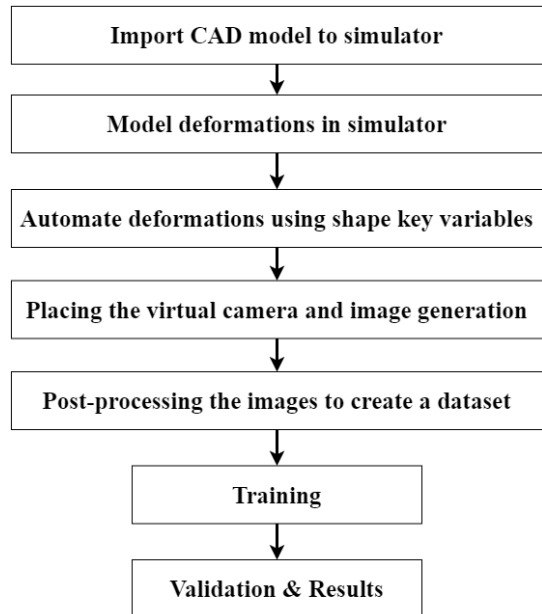 Import CAD model to simulator
Model deformations in simulator
Automate deformations using shape key variables
Placing the virtual camera and image generation
Post-processing the images to create a dataset
Training
Validation & Results